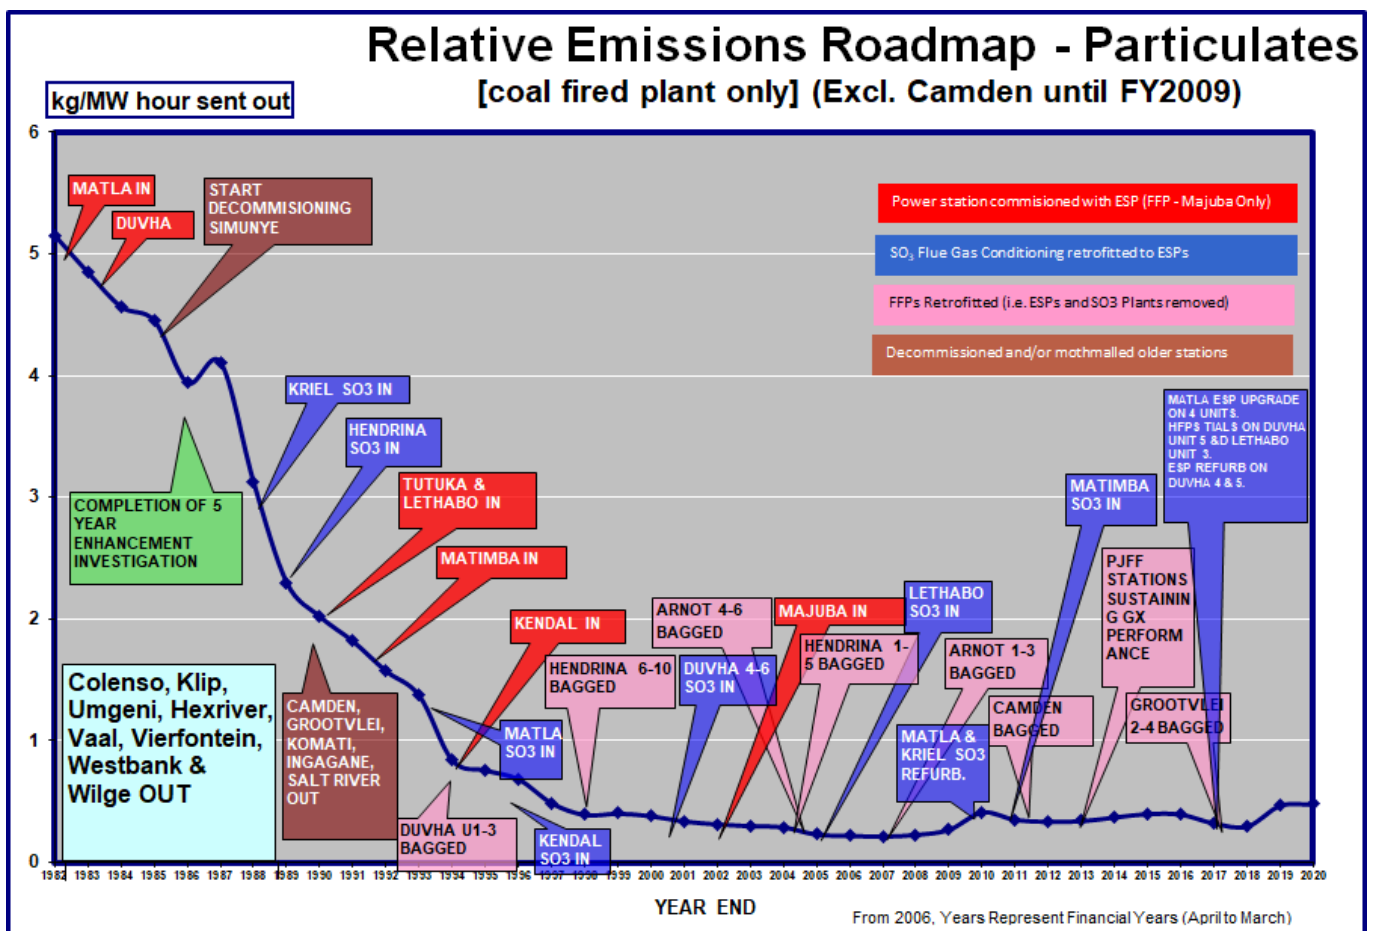 Relative Emissions Roadmap - Particulates
[coal fired plant only] (Excl. Camden until FY2009)
kg/MW hour sent out
6
5
4
3
2
1
0
MATLA IN
DUVHA
START
DECOMMISIONING
SIMUNYE
Power station commisioned with ESP (FFP - Majuba Only)
SO3 Flue Gas Conditioning retrofitted to ESPs
FFPs Retrofitted (i.e. ESPs and SO3 Plants removed)
Decommissioned and/or mothmalled older stations
KRIEL SO3 IN
HENDRINA
SO3 IN
TUTUKA &
LETHABO IN
MATIMBA IN
KENDAL IN
COMPLETION OF 5
YEAR
ENHANCEMENT
INVESTIGATION
Colenso, Klip,
Umgeni, Hexriver,
Vaal, Vierfontein,
Westbank &
Wilge OUT
CAMDEN,
GROOTVLEI,
KOMATI,
INGAGANE,
SALT RIVER
OUT
DUVHA U1-3
BAGGED
MATLA
SO3 IN
KENDAL
SO3 IN
HENDRINA 6-10
BAGGED
ARNOT 4-6
BAGGED
DUVHA 4-6
SO3 IN
MAJUBA IN
HENDRINA 1-
5 BAGGED
LETHABO
SO3 IN
ARNOT 1-3
BAGGED
MATLA &
KRIEL SO3
REFURB.
CAMDEN
BAGGED
MATIMBA
SO3 IN
PJFF
STATIONS
SUSTAININ
G GX
PERFORM
ANCE
GROOTVLEI
2-4 BAGGED
MATLA ESP UPGRADE
ON 4 UNITS.
HFPS TIALS ON DUVHA
UNIT 5 &D LETHABO
UNIT 3.
ESP REFURB ON
DUVHA 4 & 5.
1982 1983 1984 1985 1986 1987 1988 1989 1990 1991 1992 1993 1994 1995 1996 1997 1998 1999 2000 2001 2002 2003 2004 2005 2006 2007 2008 2009 2010 2011 2012 2013 2014 2015 2016 2017 2018 2019 2020
YEAR END
From 2006, Years Represent Financial Years (April to March)